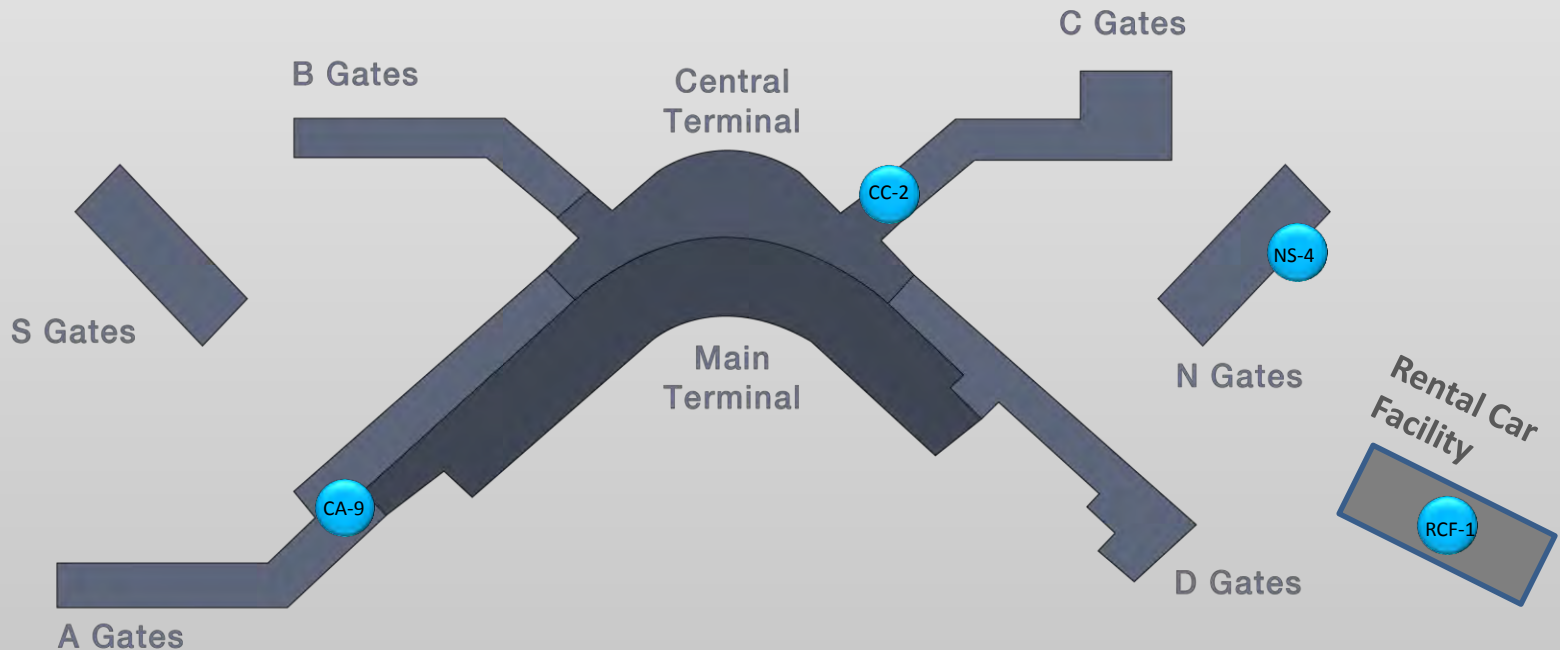 C Gates
B Gates
Central
Terminal
CC-2
NS-4
S Gates
Main
Terminal
N Gates
Rental Car
Facility
CA-9
RCF-1
D Gates
A Gates